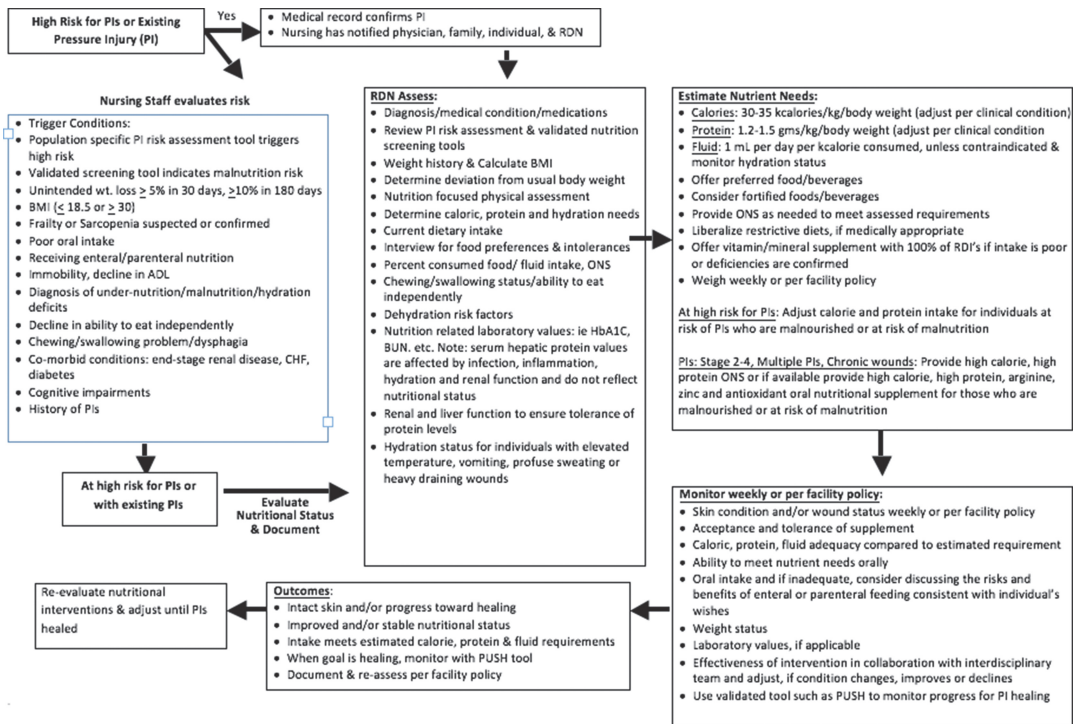 High Risk for PIs or Existing
Pressure Injury (PI)
Yes
• Medical record confirms PI
• Nursing has notified physician, family, individual, & RDN
Nursing Staff evaluates risk
• Trigger Conditions:
• Population specific PI risk assessment tool triggers
high risk
• Validated screening tool indicates malnutrition risk
• Unintended wt. loss ≥ 5% in 30 days, ≥10% in 180 days
• BMI (≤ 18.5 or ≥ 30)
• Frailty or Sarcopenia suspected or confirmed
• Poor oral intake
• Receiving enteral/parenteral nutrition
• Immobility, decline in ADL
• Diagnosis of under-nutrition/malnutrition/hydration
deficits
• Decline in ability to eat independently
• Chewing/swallowing problem/dysphagia
• Co-morbid conditions: end-stage renal disease, CHF,
diabetes
• Cognitive impairments
• History of PIs
At high risk for PIs or
with existing PIs
Evaluate
Nutritional Status
& Document
RDN Assess:
• Diagnosis/medical condition/medications
• Review PI risk assessment & validated nutrition
screening tools
• Weight history & Calculate BMI
• Determine deviation from usual body weight
• Nutrition focused physical assessment
• Determine caloric, protein and hydration needs
• Current dietary intake
• Interview for food preferences & intolerances
• Percent consumed food/ fluid intake, ONS
• Chewing/swallowing status/ability to eat
independently
• Dehydration risk factors
• Nutrition related laboratory values: ie HbA1C,
BUN. etc. Note: serum hepatic protein values
are affected by infection, inflammation,
hydration and renal function and do not reflect
nutritional status
• Renal and liver function to ensure tolerance of
protein levels
• Hydration status for individuals with elevated
temperature, vomiting, profuse sweating or
heavy draining wounds
Estimate Nutrient Needs:
• Calories: 30-35 kcalories/kg/body weight (adjust per clinical condition)
• Protein: 1.2-1.5 gms/kg/body weight (adjust per clinical condition
• Fluid: 1 mL per day per kcalorie consumed, unless contraindicated &
monitor hydration status
• Offer preferred food/beverages
• Consider fortified foods/beverages
• Provide ONS as needed to meet assessed requirements
• Liberalize restrictive diets, if medically appropriate
• Offer vitamin/mineral supplement with 100% of RDI's if intake is poor
or deficiencies are confirmed
• Weigh weekly or per facility policy
At high risk for PIs: Adjust calorie and protein intake for individuals at
risk of PIs who are malnourished or at risk of malnutrition
PIs: Stage 2-4, Multiple PIs, Chronic wounds: Provide high calorie, high
protein ONS or if available provide high calorie, high protein, arginine,
zinc and antioxidant oral nutritional supplement for those who are
malnourished or at risk of malnutrition
Monitor weekly or per facility policy:
• Skin condition and/or wound status weekly or per facility policy
• Acceptance and tolerance of supplement
• Caloric, protein, fluid adequacy compared to estimated requirement
• Ability to meet nutrient needs orally
• Oral intake and if inadequate, consider discussing the risks and
benefits of enteral or parenteral feeding consistent with individual's
wishes
• Weight status
• Laboratory values, if applicable
• Effectiveness of intervention in collaboration with interdisciplinary
team and adjust, if condition changes, improves or declines
• Use validated tool such as PUSH to monitor progress for PI healing
Outcomes:
• Intact skin and/or progress toward healing
• Improved and/or stable nutritional status
• Intake meets estimated calorie, protein & fluid requirements
• When goal is healing, monitor with PUSH tool
• Document & re-assess per facility policy
Re-evaluate nutritional
interventions & adjust until PIs
healed